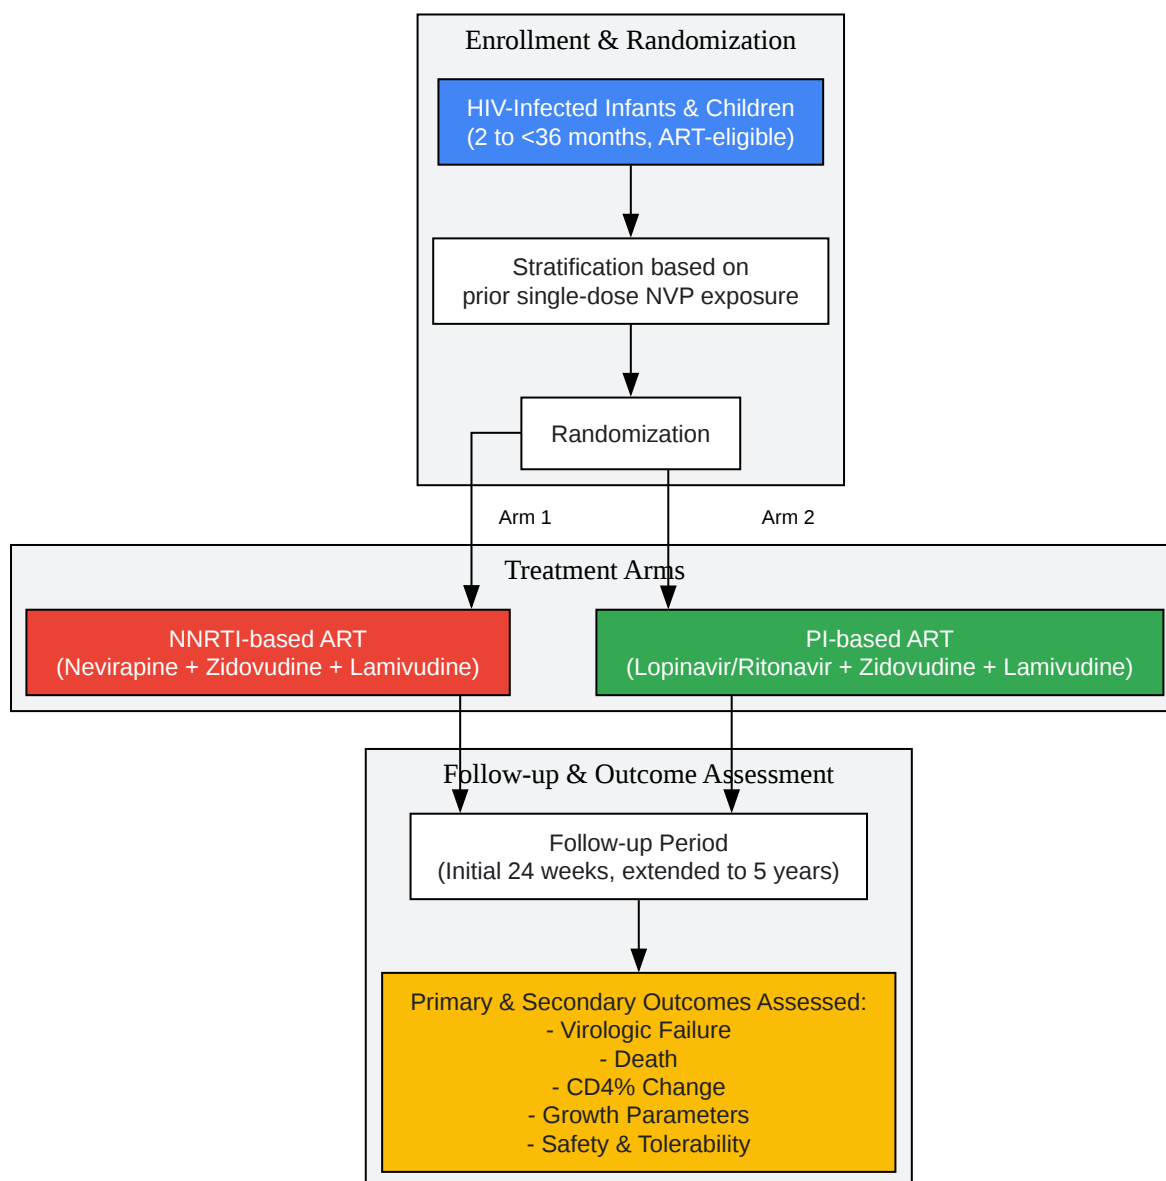 Enrollment & Randomization
HIV-Infected Infants & Children
(2 to <36 months, ART-eligible)
Stratification based on
prior single-dose NVP exposure
Randomization
Arm 1
Arm 2
Treatment Arms
NNRTI-based ART
(Nevirapine + Zidovudine + Lamivudine)
PI-based ART
(Lopinavir/Ritonavir + Zidovudine + Lamivudine)
Follow-up & Outcome Assessment
Follow-up Period
(Initial 24 weeks, extended to 5 years)
Primary & Secondary Outcomes Assessed:
- Virologic Failure
- Death
- CD4% Change
- Growth Parameters
- Safety & Tolerability